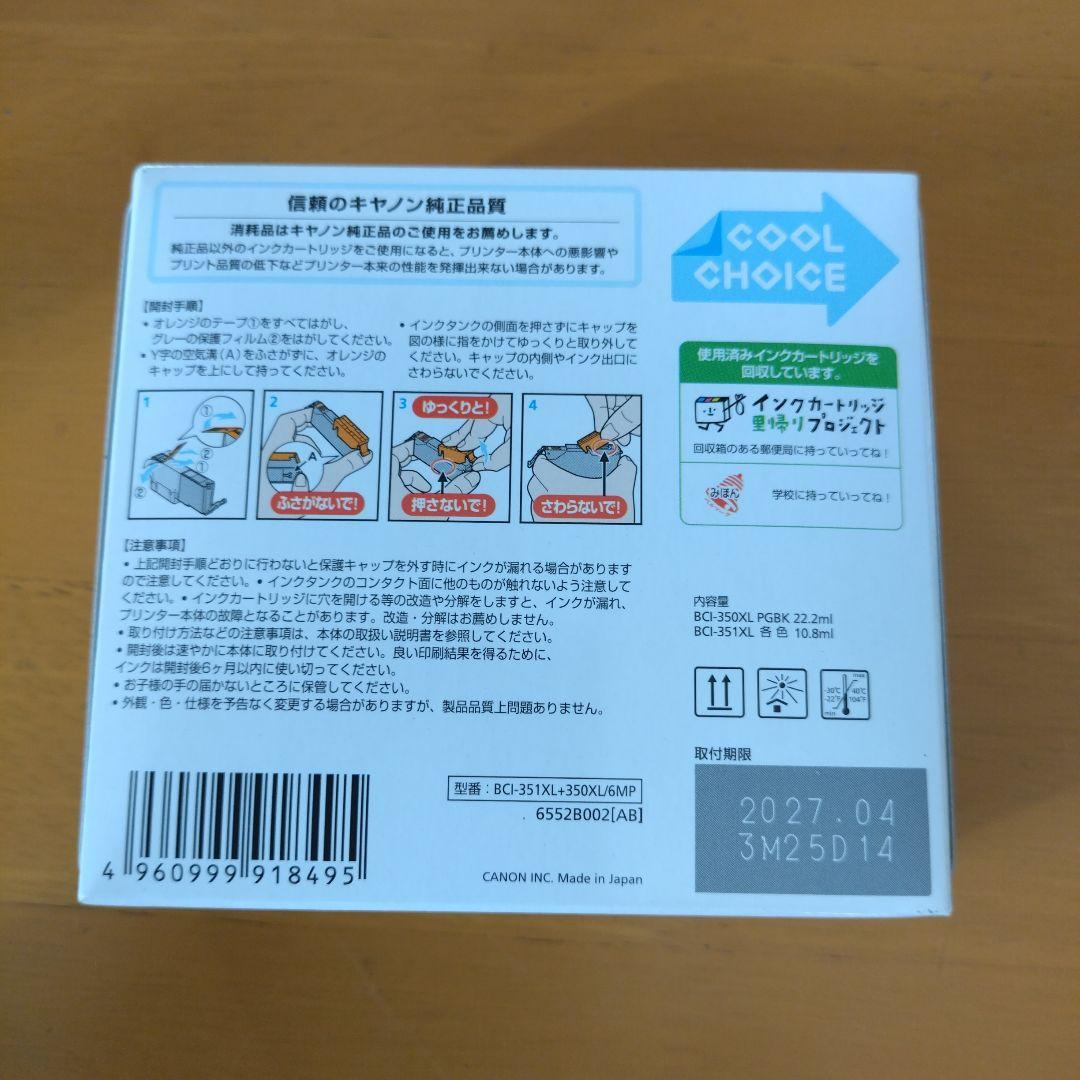 信頼のキヤノン純正品質
消耗品はキヤノン純正品のご使用をお薦めします。
純正品以外のインクカートリッジをご使用になると、プリンター本体への悪影響や
プリント品質の低下などプリンター本来の性能を発揮出来ない場合があります。
COOL
CHOICE
【開封手順】
• オレンジのテープ①をすべてはがし、
グレーの保護フィルム②をはがしてください。
• Y字の空気溝(A)をふさがずに、オレンジの
キャップを上にして持ってください。
• インクタンクの側面を押さずにキャップを
図の様に指をかけてゆっくりと取り外して
ください。キャップの内側やインク出口に
さわらないでください。
1
①
②
①
②
2
A
ふさがないで!
3
ゆっくりと!
押さないで!
4
さわらないで!
使用済みインクカートリッジを
回収しています。
インクカートリッジ
里帰りプロジェクト
回収箱のある郵便局に持っていってね!
みほん
ベルマーク
学校に持っていってね!
【注意事項】
• 上記開封手順どおりに行わないと保護キャップを外す時にインクが漏れる場合があります
ので注意してください。• インクタンクのコンタクト面に他のものが触れないよう注意して
ください。• インクカートリッジに穴を開ける等の改造や分解をしますと、インクが漏れ、
プリンター本体の故障となることがあります。改造・分解はお薦めしません。
• 取り付け方法などの注意事項は、本体の取扱い説明書を参照してください。
• 開封後は速やかに本体に取り付けてください。良い印刷結果を得るために、
インクは開封後6ヶ月以内に使い切ってください。
• お子様の手の届かないところに保管してください。
• 外観・色・仕様を予告なく変更する場合がありますが、製品品質上問題ありません。
内容量
BCI-350XL PGBK 22.2ml
BCI-351XL 各色 10.8ml
max
-30℃ 40℃
-22℉ 104℉
min
取付期限
2027.04
3M25D14
型番：BCI-351XL+350XL/6MP
6552B002[AB]
CANON INC. Made in Japan
4 960999 918495